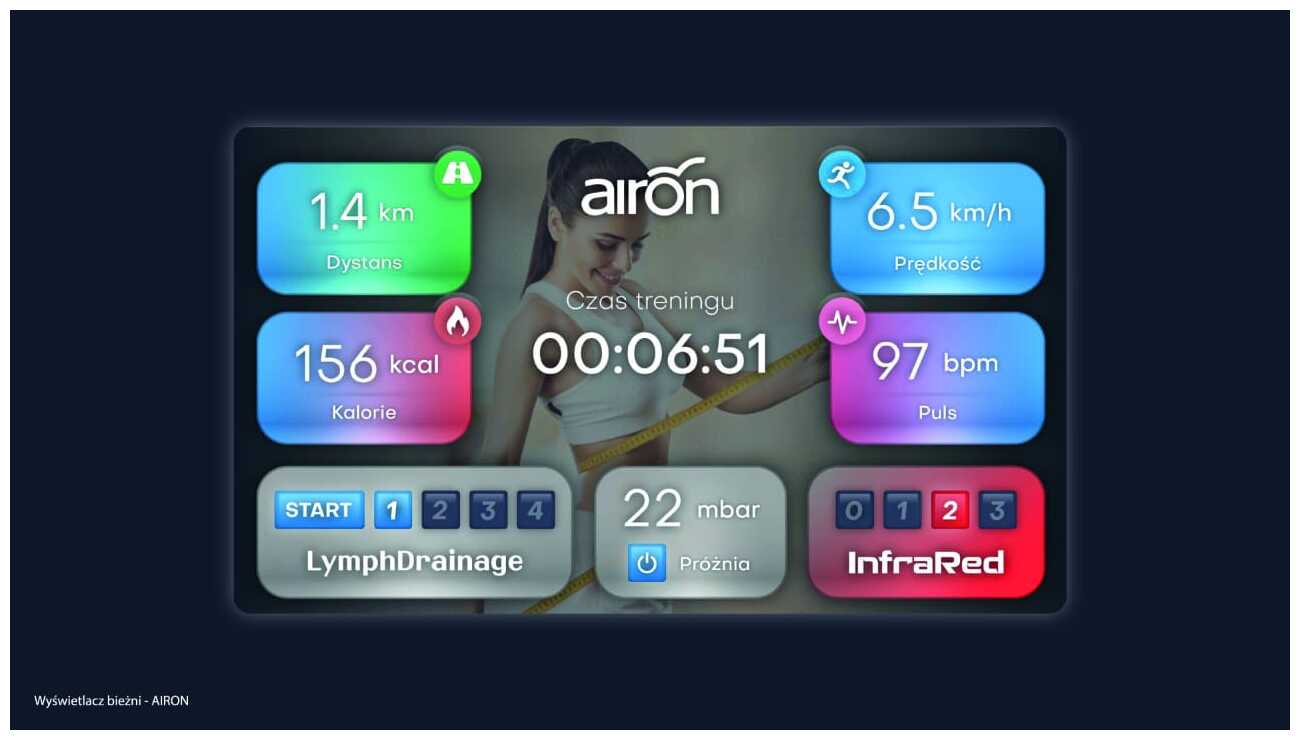 airon
1.4 km
Dystans
6.5 km/h
Prędkość
Czas treningu
00:06:51
156 kcal
Kalorie
97 bpm
Puls
START 1 2 3 4
LymphDrainage
22 mbar
Próżnia
0 1 2 3
InfraRed
Wyświetlacz bieżni - AIRON